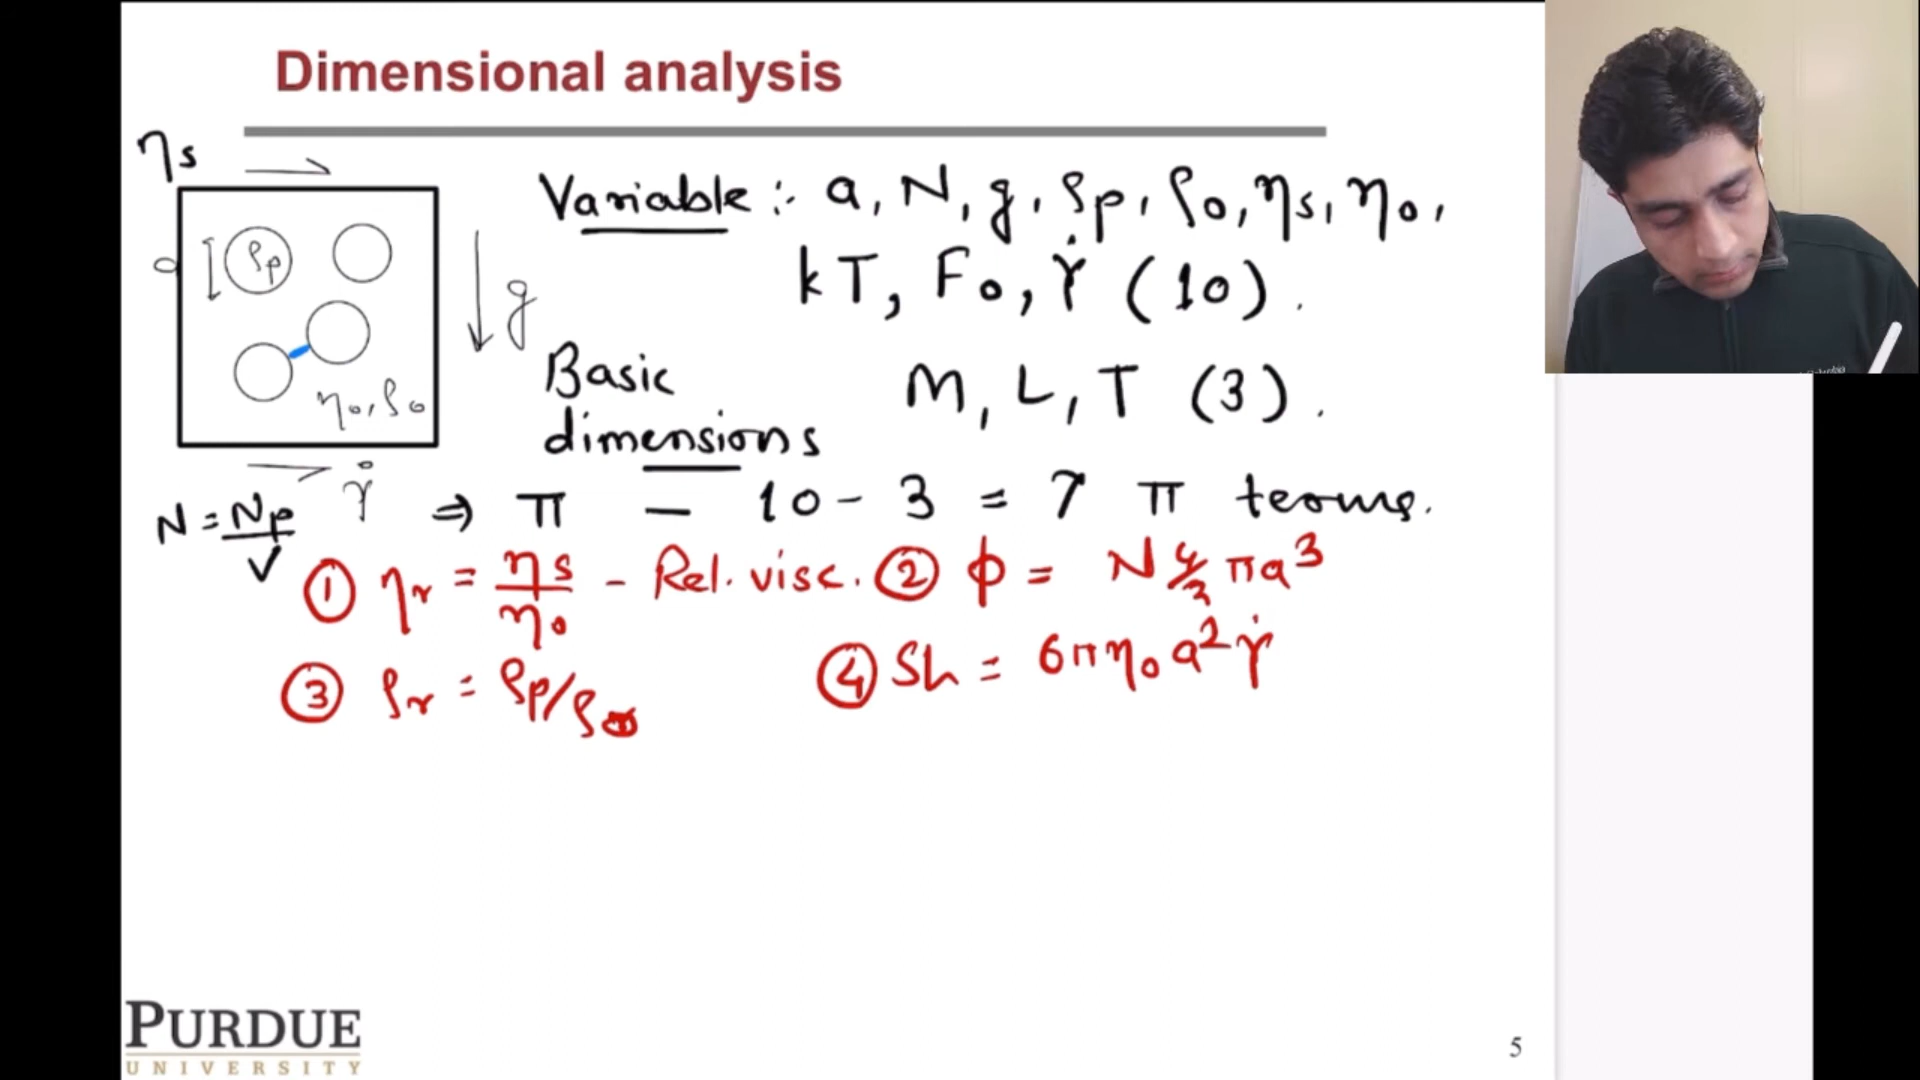 Dimensional analysis
ηs
a
ρp
η₀, ρ₀
g
γ̇
N = Np/V
Variable :- a, N, g, ρp, ρ₀, ηs, η₀,
kT, F₀, γ̇ (10).
Basic dimensions M, L, T (3).
⇒ π – 10 - 3 = 7 π terms.
① ηr = ηs/η₀ - Rel. visc. ② φ = N 4/3 πa³
③ ρr = ρp/ρ₀ ④ Sh = 6πη₀a²γ̇
PURDUE
UNIVERSITY
5